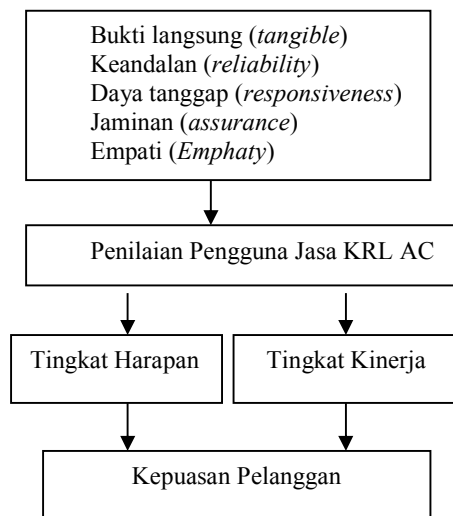 Bukti langsung (tangible)
Keandalan (reliability)
Daya tanggap (responsiveness)
Jaminan (assurance)
Empati (Emphaty)
Penilaian Pengguna Jasa KRL AC
Tingkat Harapan
Tingkat Kinerja
Kepuasan Pelanggan